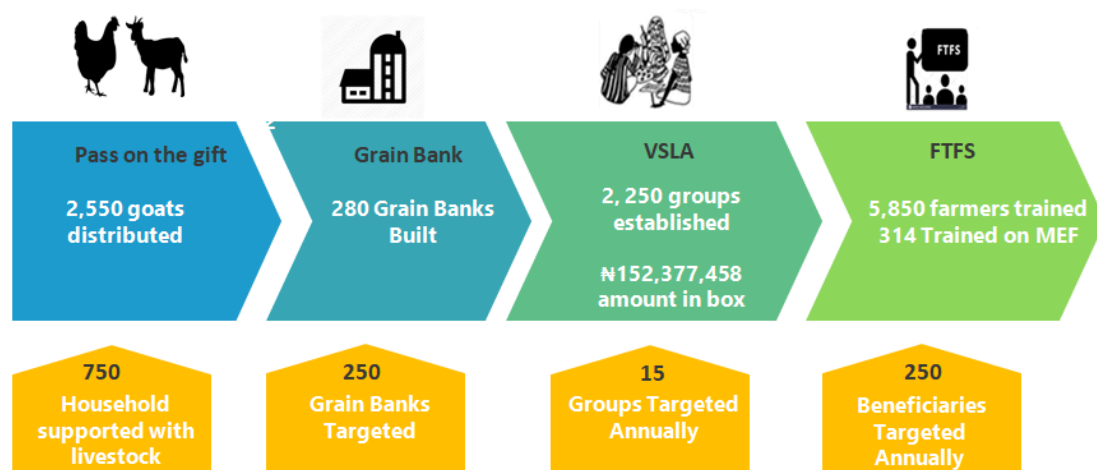 FTFS
Pass on the gift
2,550 goats
distributed
Grain Bank
280 Grain Banks
Built
VSLA
2, 250 groups
established
₦152,377,458
amount in box
FTFS
5,850 farmers trained
314 Trained on MEF
750
Household
supported with
livestock
250
Grain Banks
Targeted
15
Groups Targeted
Annually
250
Beneficiaries
Targeted
Annually